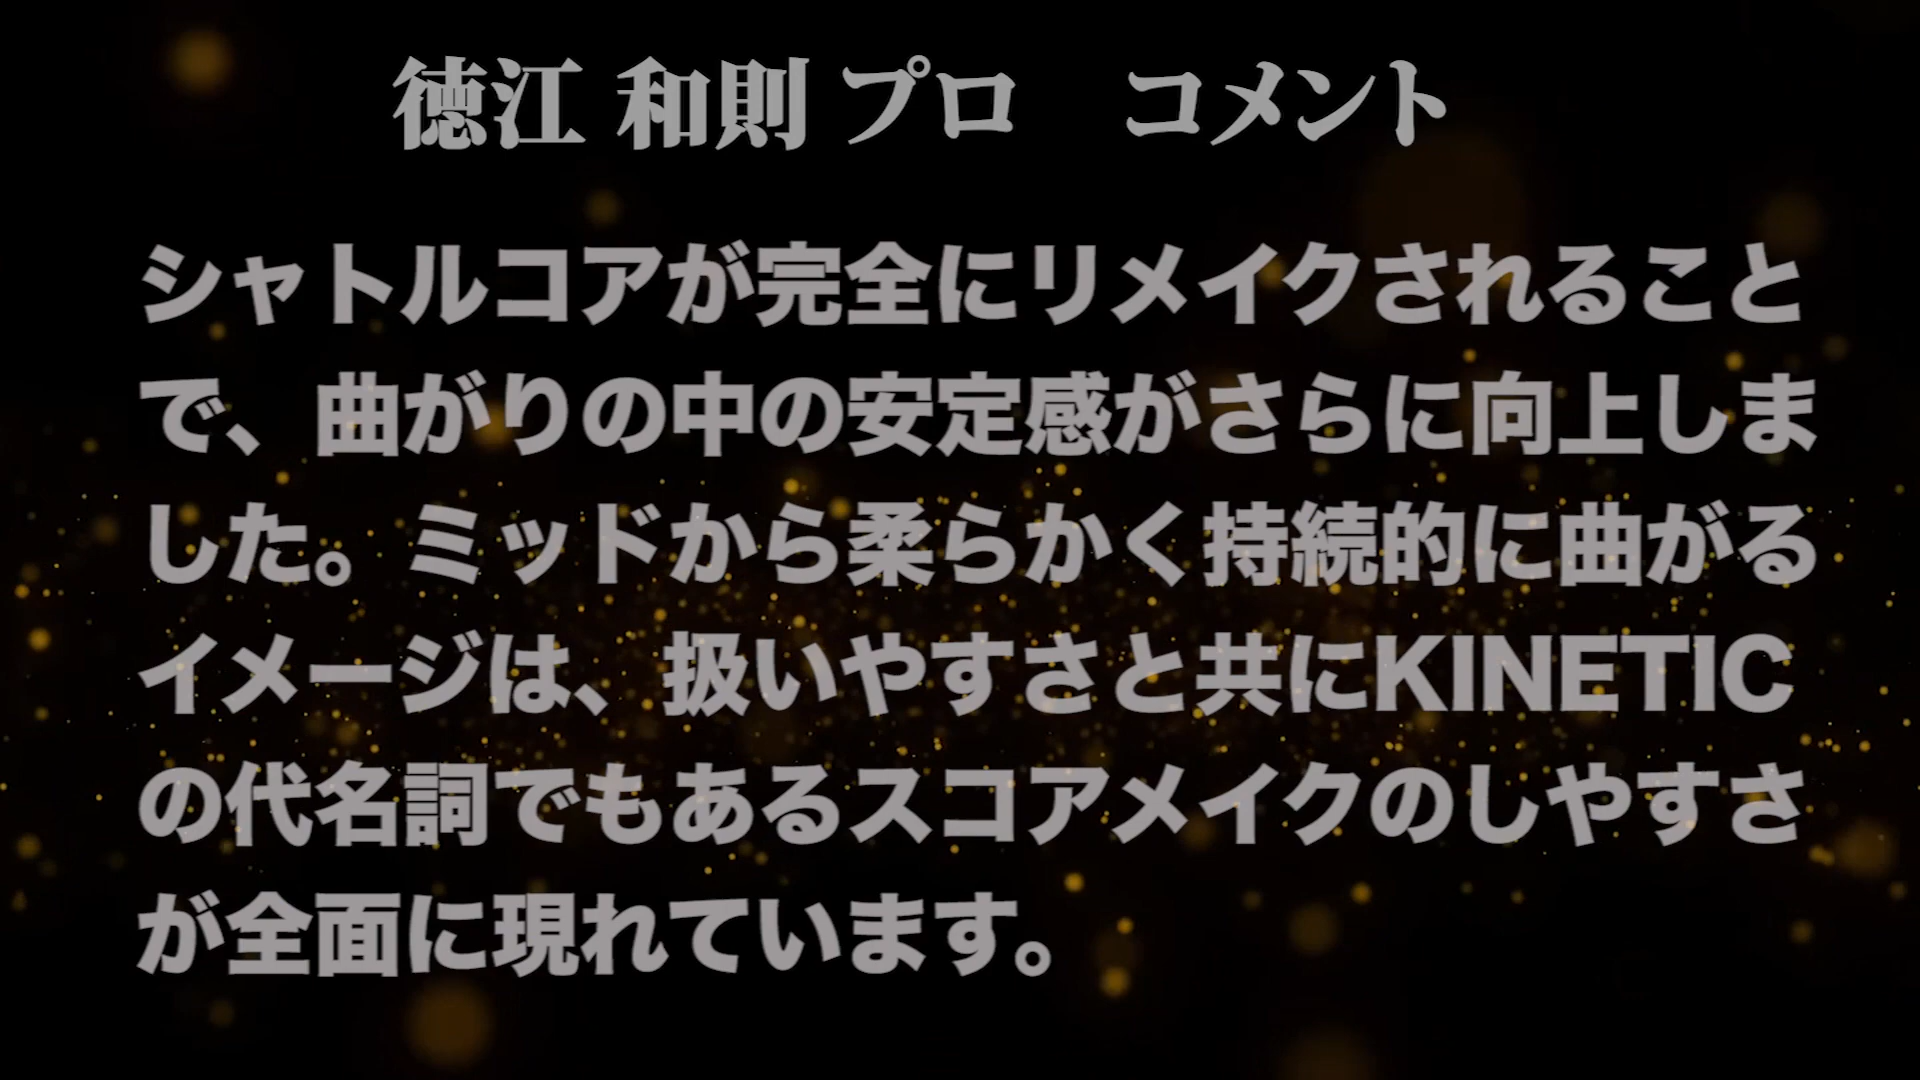 徳江 和則 プロ　コメント
シャトルコアが完全にリメイクされること
で、曲がりの中の安定感がさらに向上しま
した。ミッドから柔らかく持続的に曲がる
イメージは、扱いやすさと共にKINETIC
の代名詞でもあるスコアメイクのしやすさ
が全面に現れています。